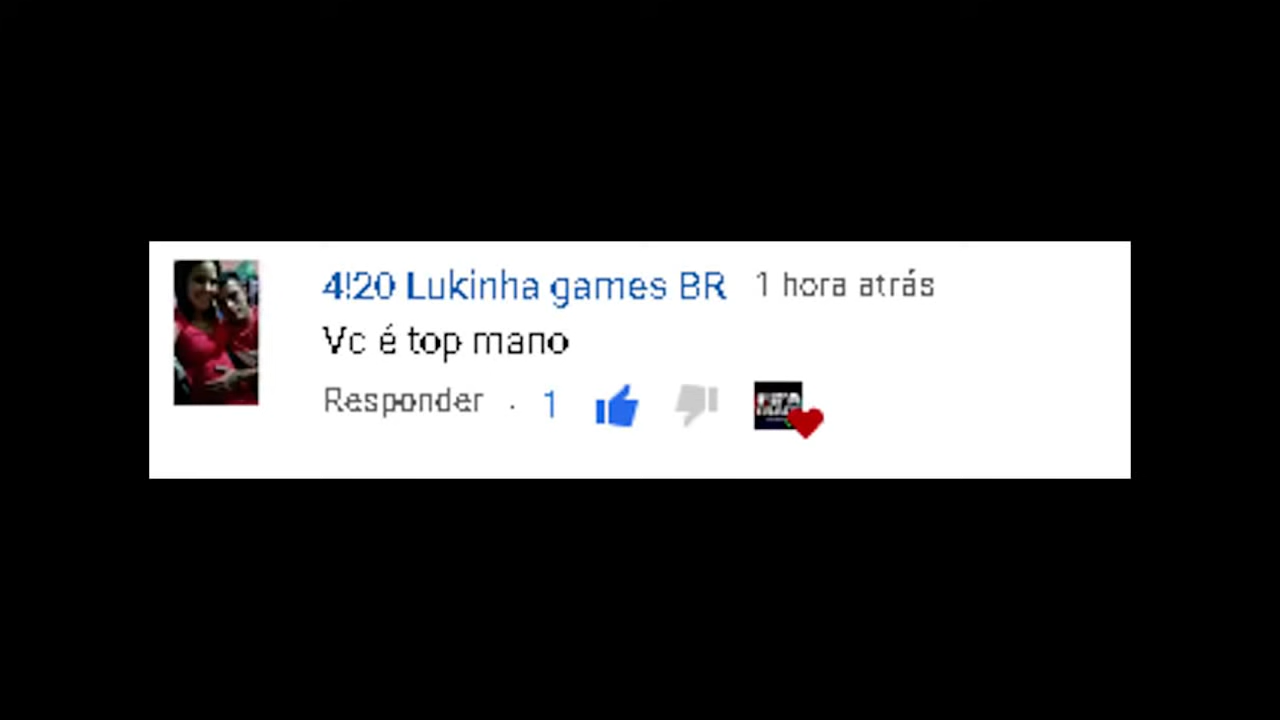 4!20 Lukinha games BR 1 hora atrás
Vc é top mano
Responder · 1